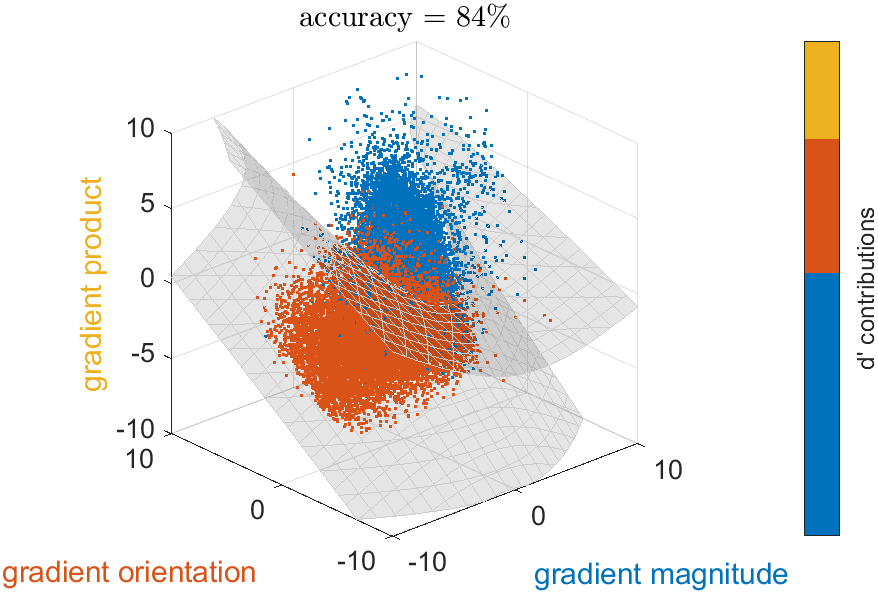 accuracy = 84%
10
5
0
-5
-10
gradient product
10
0
-10
gradient orientation
-10
0
10
gradient magnitude
d' contributions